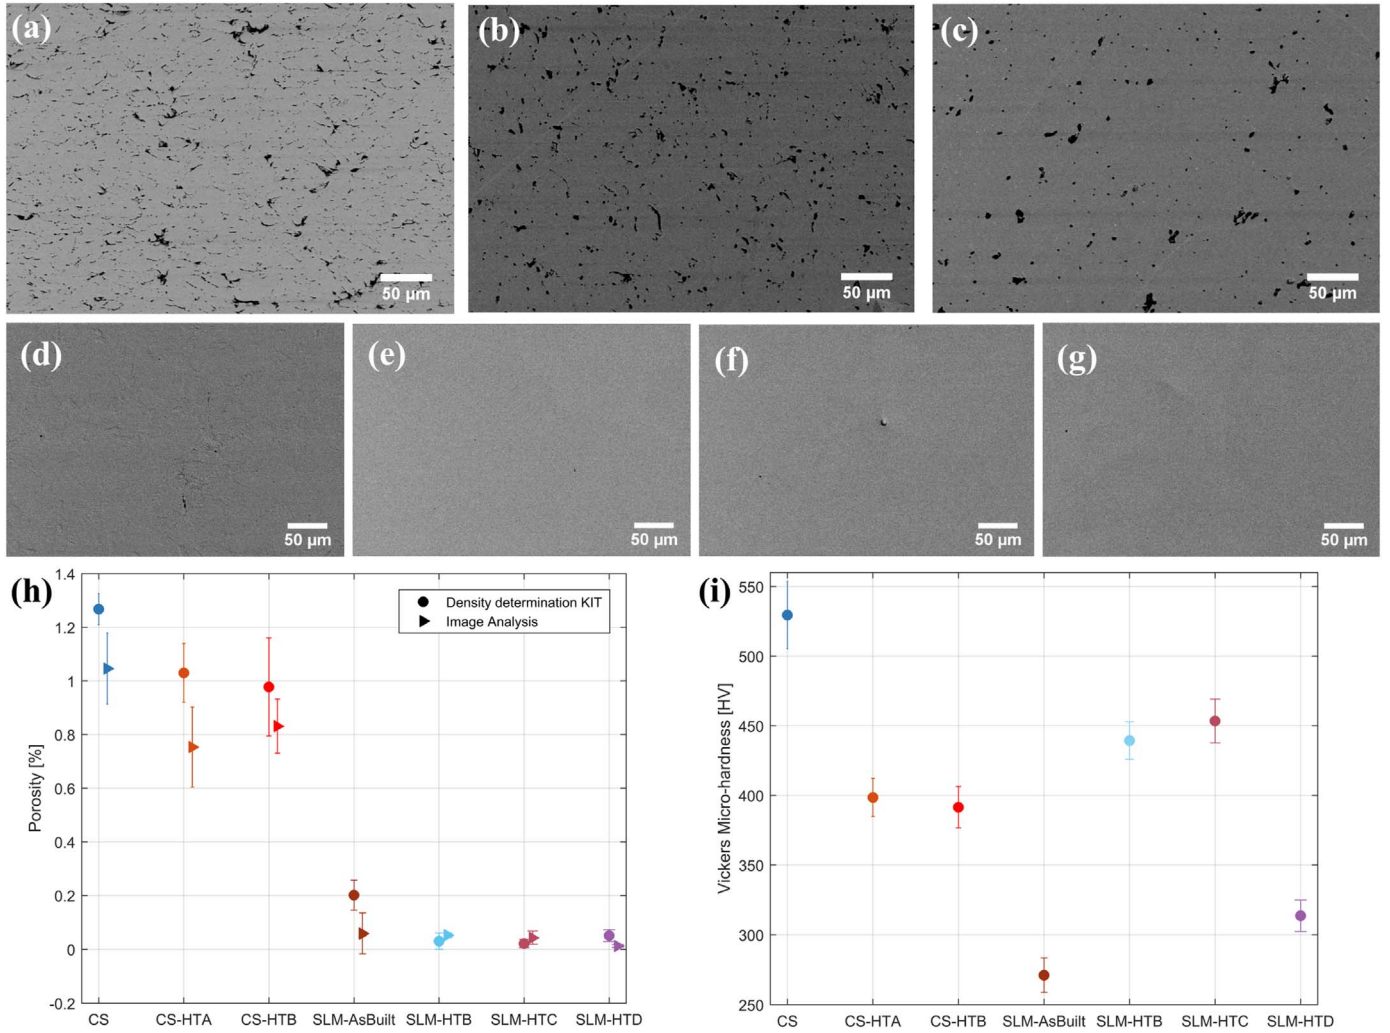 (a)
50 μm
(b)
50 μm
(c)
50 μm
(d)
50 μm
(e)
50 μm
(f)
50 μm
(g)
50 μm
(h)
1.4
1.2
1
0.8
0.6
0.4
0.2
0
-0.2
Porosity [%]
Density determination KIT
Image Analysis
CS
CS-HTA
CS-HTB
SLM-AsBuilt
SLM-HTB
SLM-HTC
SLM-HTD
(i)
550
500
450
400
350
300
250
Vickers Micro-hardness [HV]
CS
CS-HTA
CS-HTB
SLM-AsBuilt
SLM-HTB
SLM-HTC
SLM-HTD